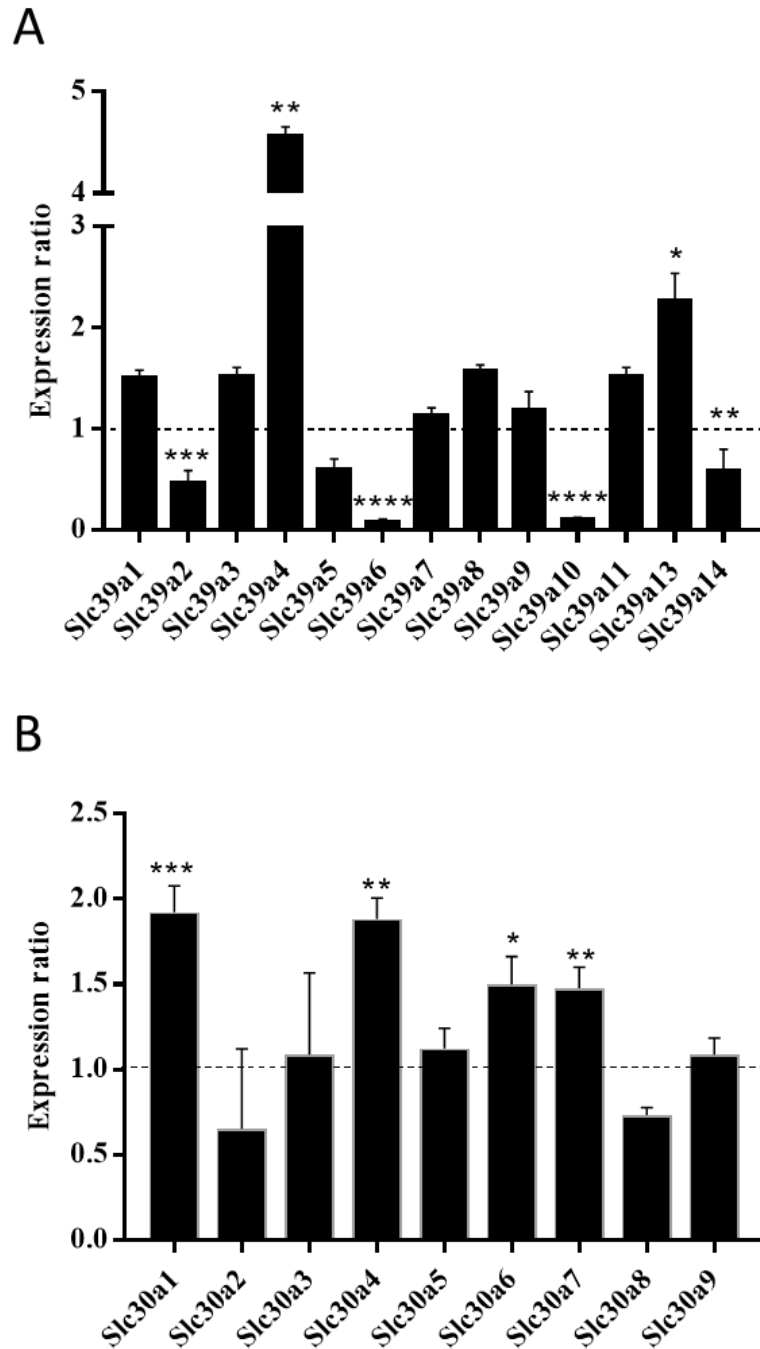 A
Expression ratio
5
4
3
2
1
0
**
***
****
****
*
**
Slc39a1
Slc39a2
Slc39a3
Slc39a4
Slc39a5
Slc39a6
Slc39a7
Slc39a8
Slc39a9
Slc39a10
Slc39a11
Slc39a13
Slc39a14
B
Expression ratio
2.5
2.0
1.5
1.0
0.5
0.0
***
**
*
**
Slc30a1
Slc30a2
Slc30a3
Slc30a4
Slc30a5
Slc30a6
Slc30a7
Slc30a8
Slc30a9